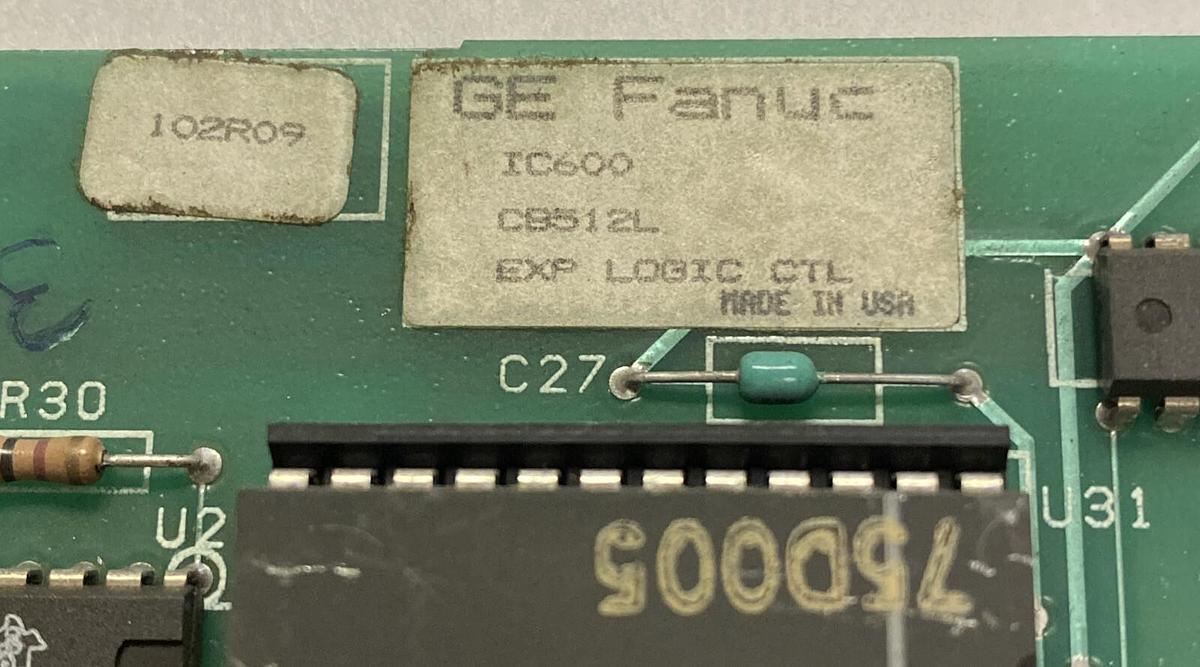 102R09
GE Fanuc
IC600
CB512L
EXP LOGIC CTL
MADE IN USA
C27
R30
U2
U31
75D005